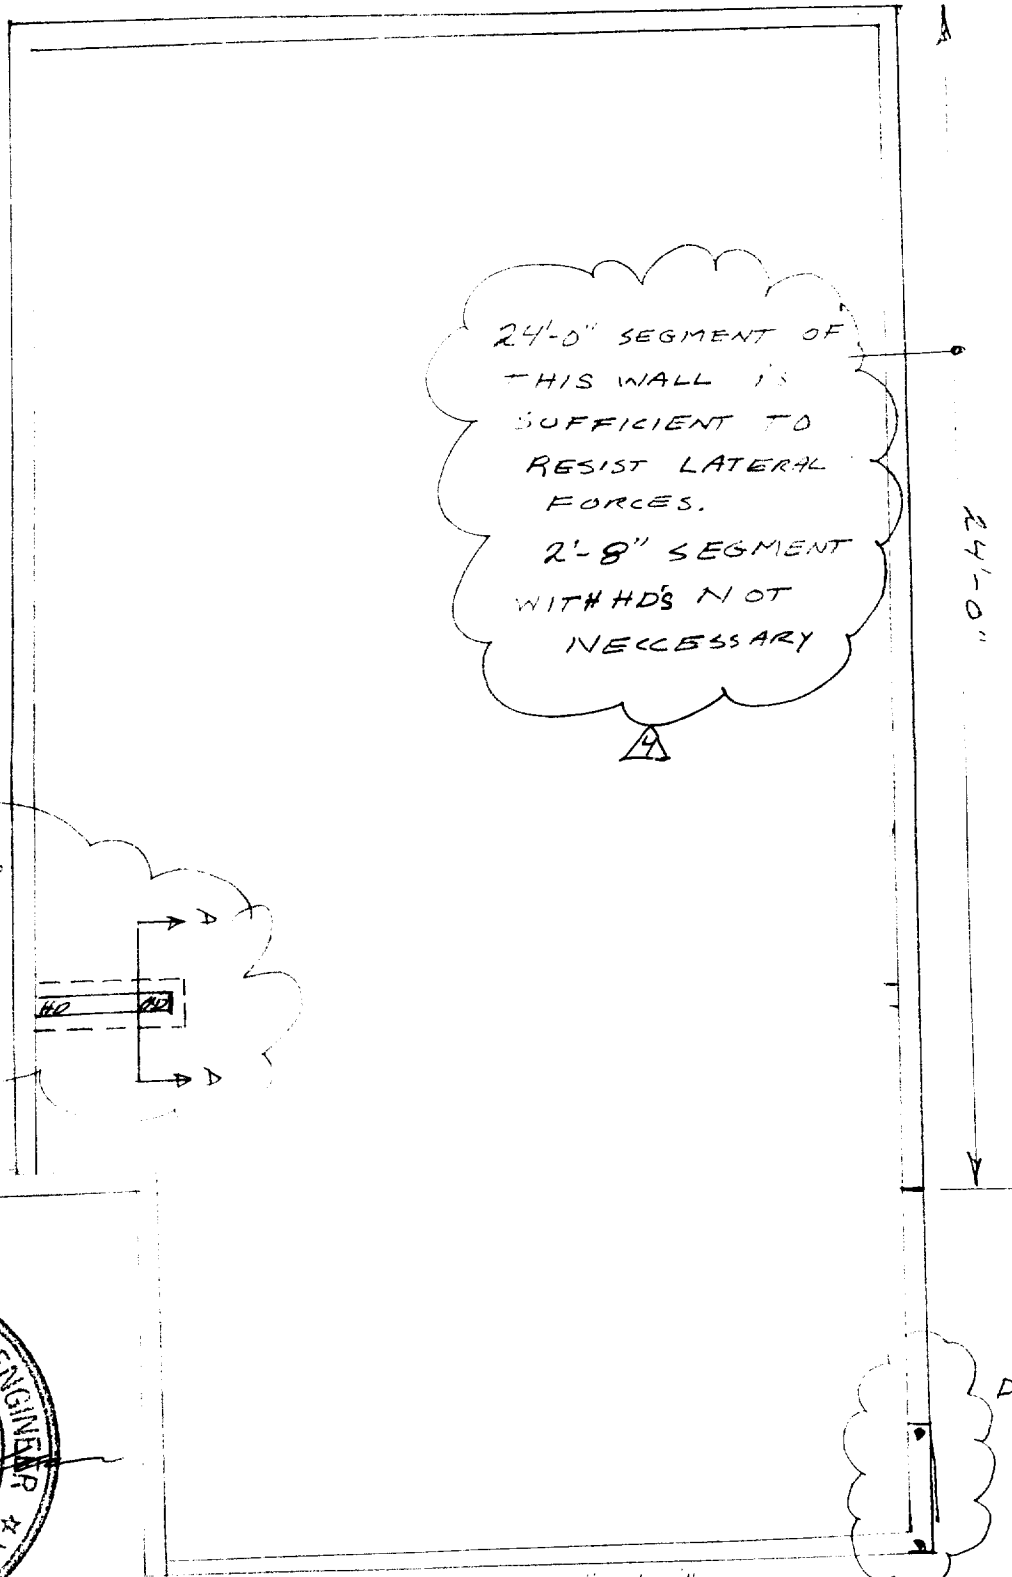 24'-0" SEGMENT OF
THIS WALL IS
SUFFICIENT TO
RESIST LATERAL
FORCES.
2'-8" SEGMENT
WITH HD'S NOT
NECCESSARY
4
24'-0"
D
HD HD
D
D
ENGINEER